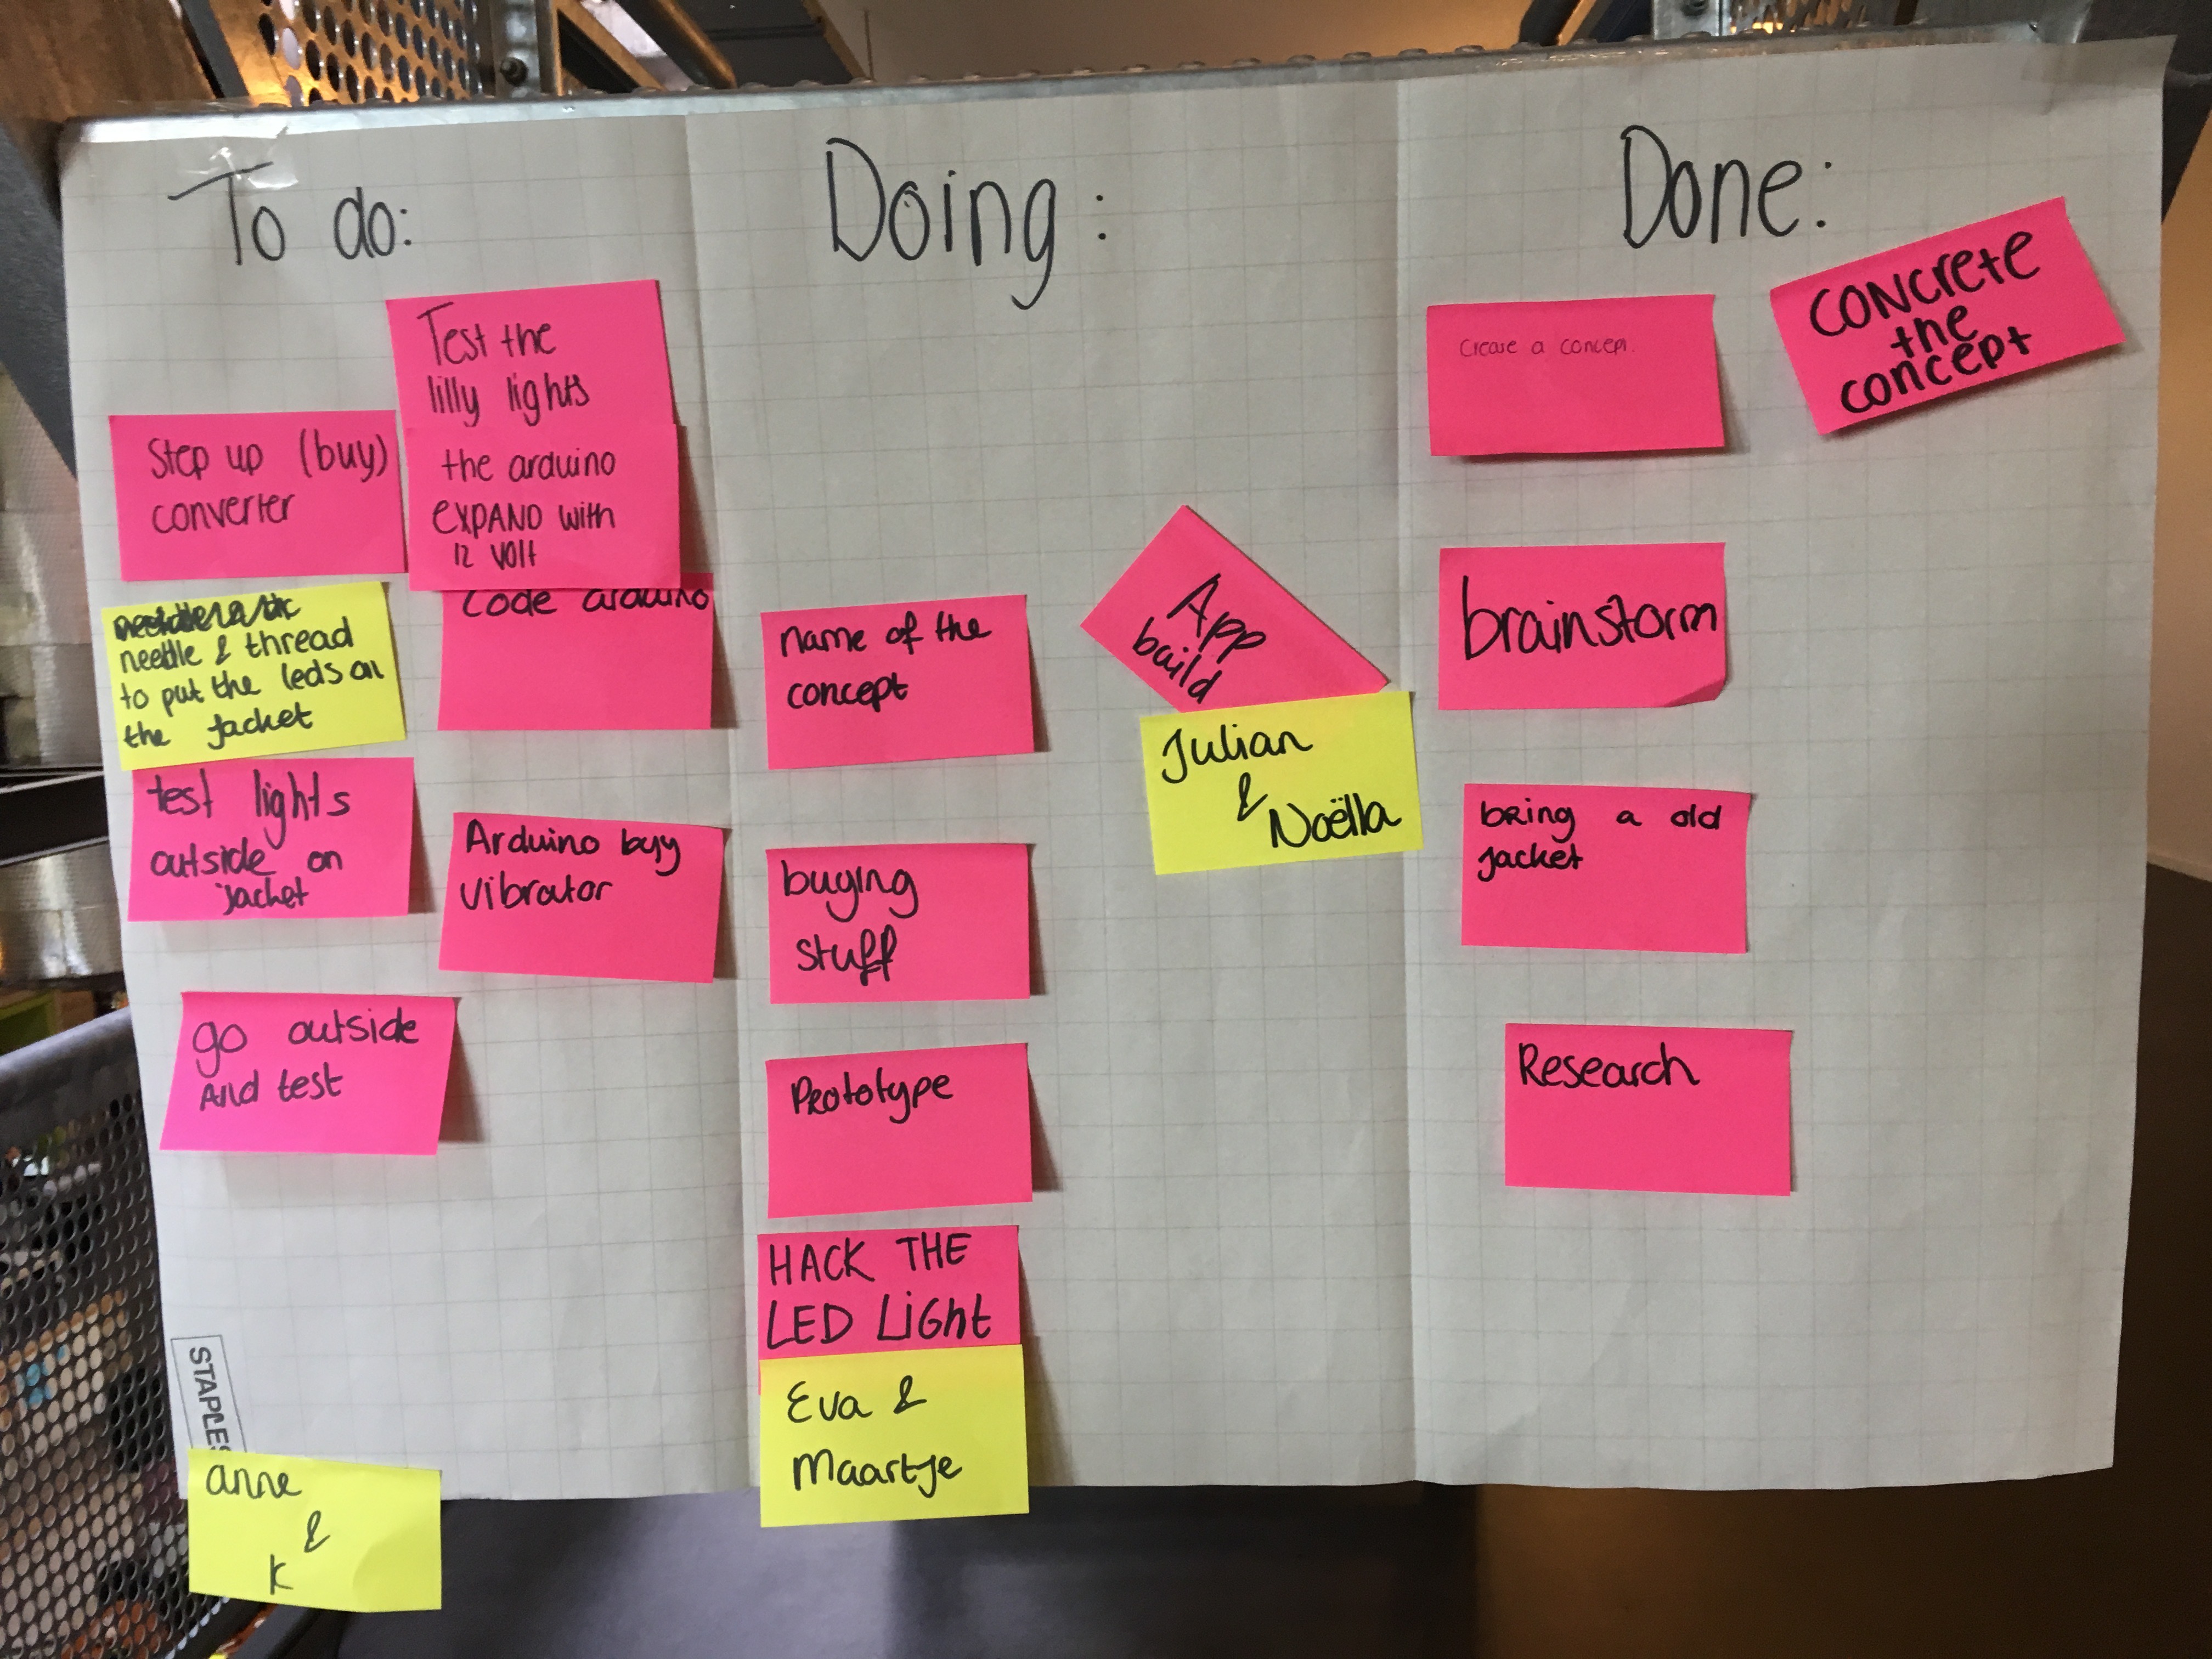 To do:
Test the
lilly lights
Step up (buy)
converter
the arduino
EXPAND with
12 volt
needle & thread
to put the leds on
the jacket
Code arduino
test lights
outside on
jacket
Arduino buy
vibrator
go outside
And test
STAPLES
anne
&
K
Doing:
name of the
concept
App
baild
Julian
&
Noëlla
buying
stuff
Prototype
HACK THE
LED LiGht
Eva &
Maartje
Done:
Create a concept.
CONCRETE
the
concept
brainstorm
bring a old
jacket
Research